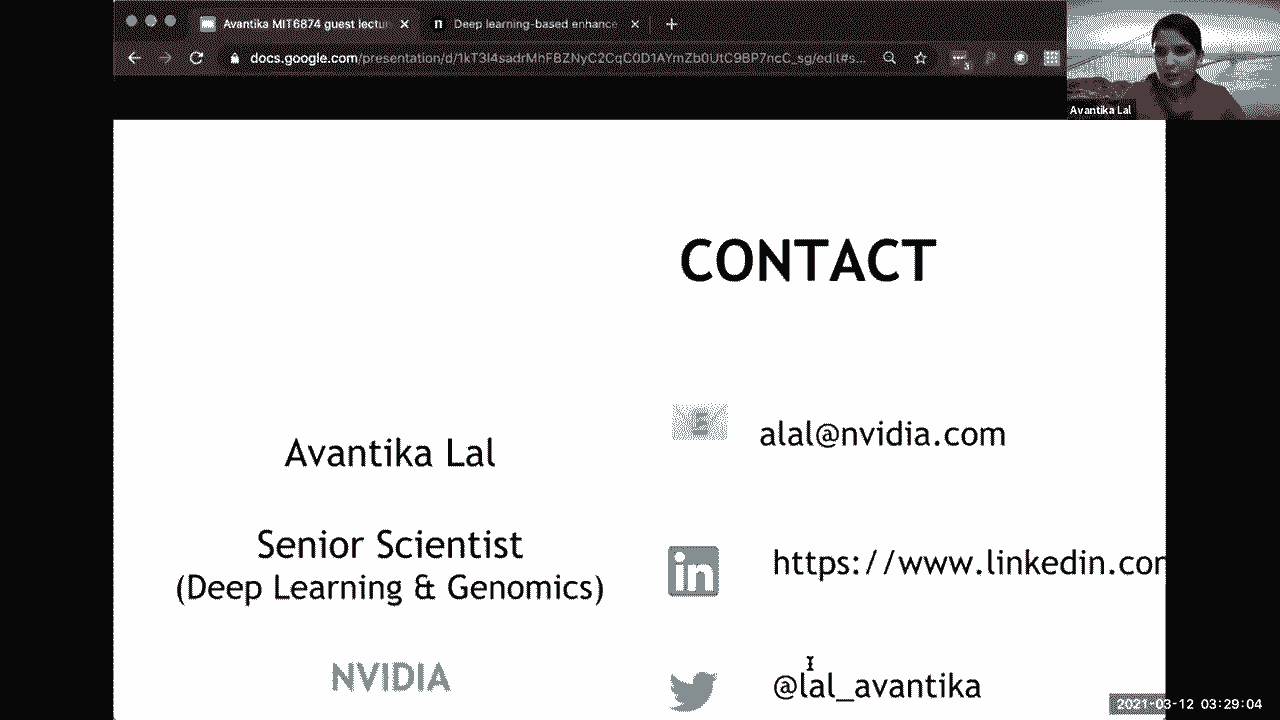 Avantika MIT6874 guest lectu
Deep learning-based enhance
docs.google.com/presentation/d/1kT3I4sadrMhFBZNyC2CqC0D1AYmZb0UtC9BP7ncC_sg/edit#s...
Avantika Lal
CONTACT
alal@nvidia.com
Avantika Lal
Senior Scientist
https://www.linkedin.com
(Deep Learning & Genomics)
NVIDIA
@lal_avantika
2021-03-12 03:29:04